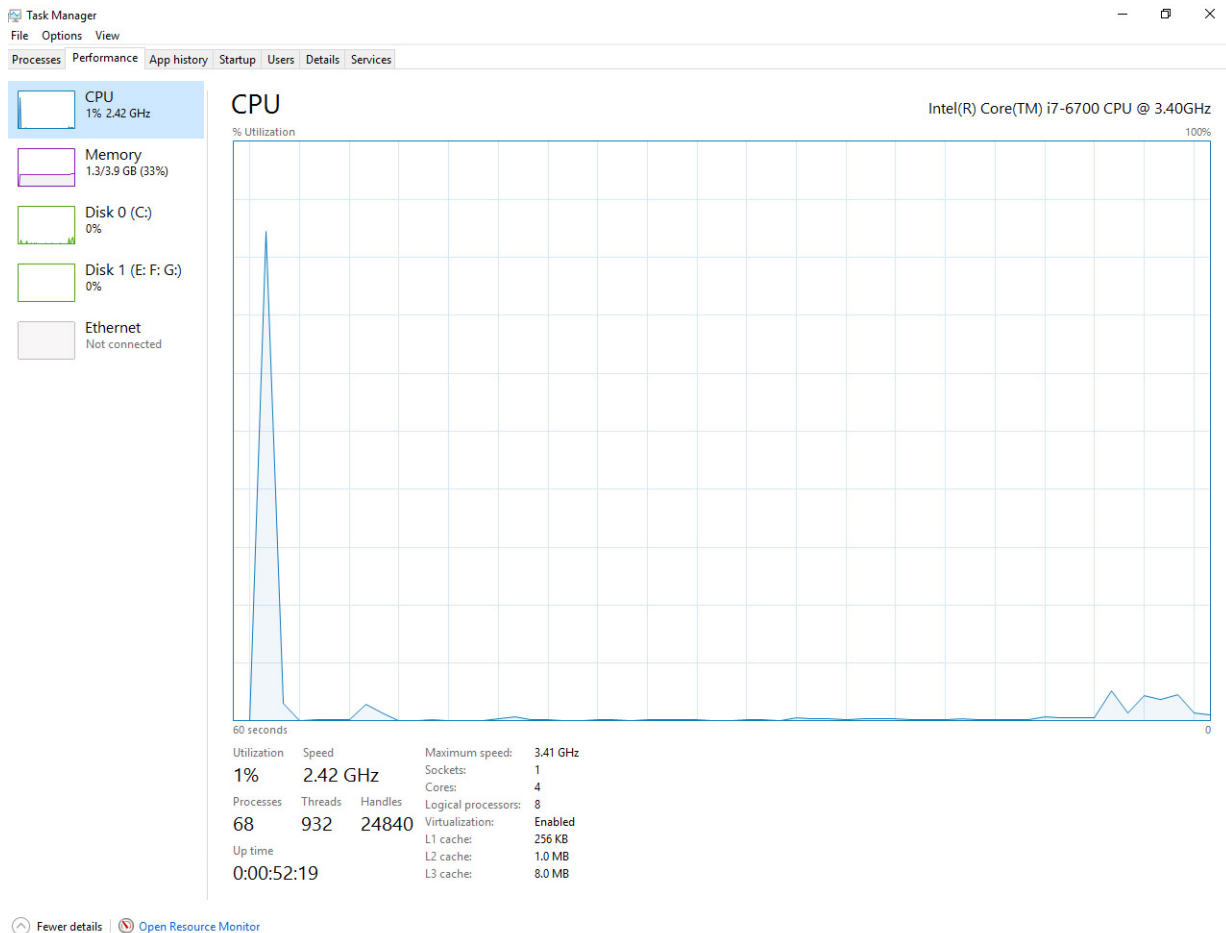 Task Manager
File Options View
Processes Performance App history Startup Users Details Services
CPU
1% 2.42 GHz
Memory
1.3/3.9 GB (33%)
Disk 0 (C:)
0%
Disk 1 (E: F: G:)
0%
Ethernet
Not connected
CPU Intel(R) Core(TM) i7-6700 CPU @ 3.40GHz
% Utilization 100%
60 seconds 0
Utilization Speed
1% 2.42 GHz
Processes Threads Handles
68 932 24840
Up time
0:00:52:19
Maximum speed: 3.41 GHz
Sockets: 1
Cores: 4
Logical processors: 8
Virtualization: Enabled
L1 cache: 256 KB
L2 cache: 1.0 MB
L3 cache: 8.0 MB
Fewer details Open Resource Monitor